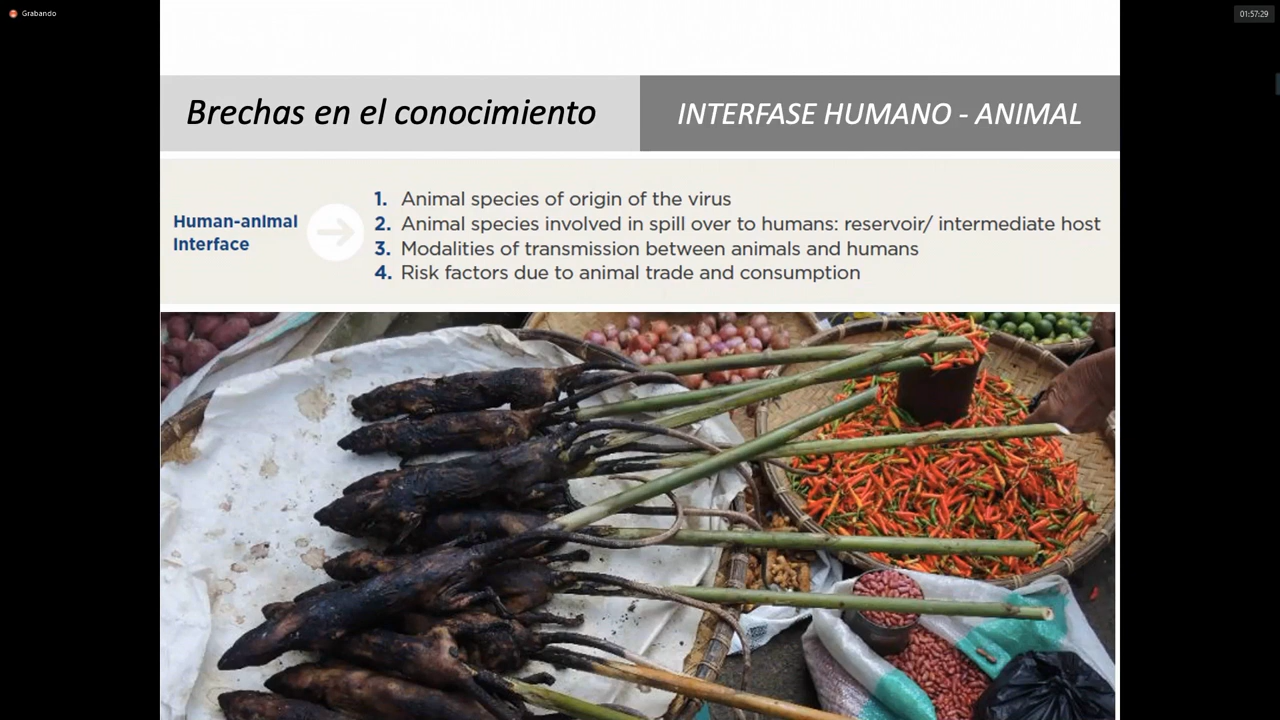 Grabando
01:57:29
Brechas en el conocimiento
INTERFASE HUMANO - ANIMAL
Human-animal
Interface
1. Animal species of origin of the virus
2. Animal species involved in spill over to humans: reservoir/ intermediate host
3. Modalities of transmission between animals and humans
4. Risk factors due to animal trade and consumption